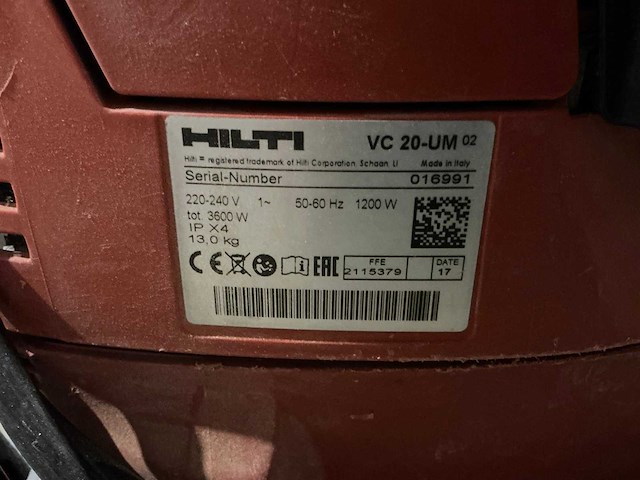 HILTI VC 20-UM 02
Hilti = registered trademark of Hilti Corporation, Schaan, LI Made in Italy
Serial-Number 016991
220-240 V 1~ 50-60 Hz 1200 W
tot. 3600 W
IP X4
13,0 kg
CE i EAC FFE 2115379 DATE 17